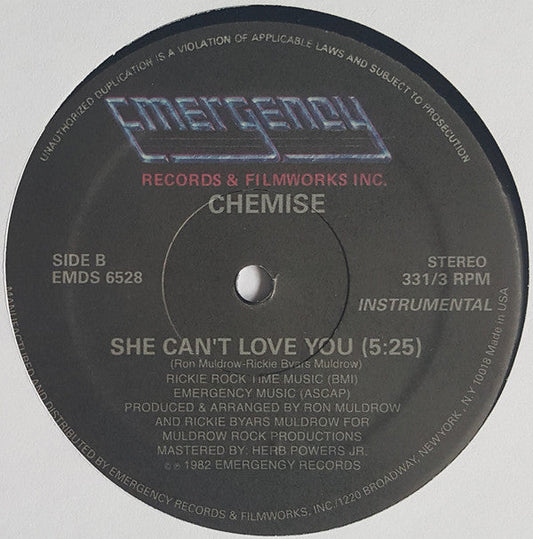 UNAUTHORIZED DUPLICATION IS A VIOLATION OF APPLICABLE LAWS AND SUBJECT TO PROSECUTION
EMERGENCY
RECORDS & FILMWORKS INC.
CHEMISE
SIDE B
EMDS 6528
STEREO
331/3 RPM
INSTRUMENTAL
SHE CAN'T LOVE YOU (5:25)
(Ron Muldrow-Rickie Byars Muldrow)
RICKIE ROCK TIME MUSIC (BMI)
EMERGENCY MUSIC (ASCAP)
PRODUCED & ARRANGED BY RON MULDROW
AND RICKIE BYARS MULDROW FOR
MULDROW ROCK PRODUCTIONS
MASTERED BY: HERB POWERS JR.
© ℗ 1982 EMERGENCY RECORDS
MANUFACTURED AND DISTRIBUTED BY EMERGENCY RECORDS & FILMWORKS, INC./1220 BROADWAY, NEW YORK, N.Y 10018 Made in USA